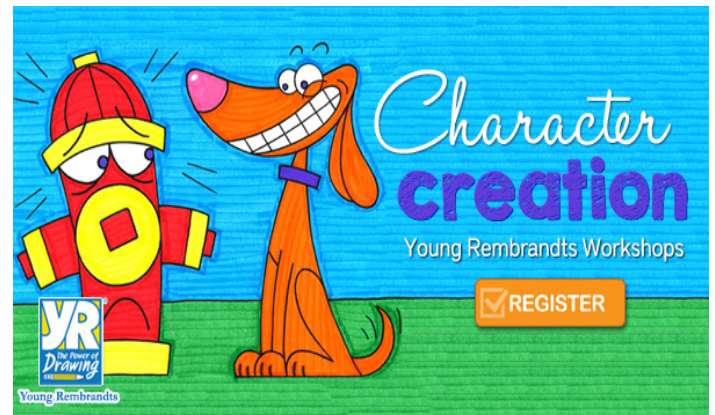 Character
creation
Young Rembrandts Workshops
REGISTER
YR
The Power of
Drawing
Young Rembrandts